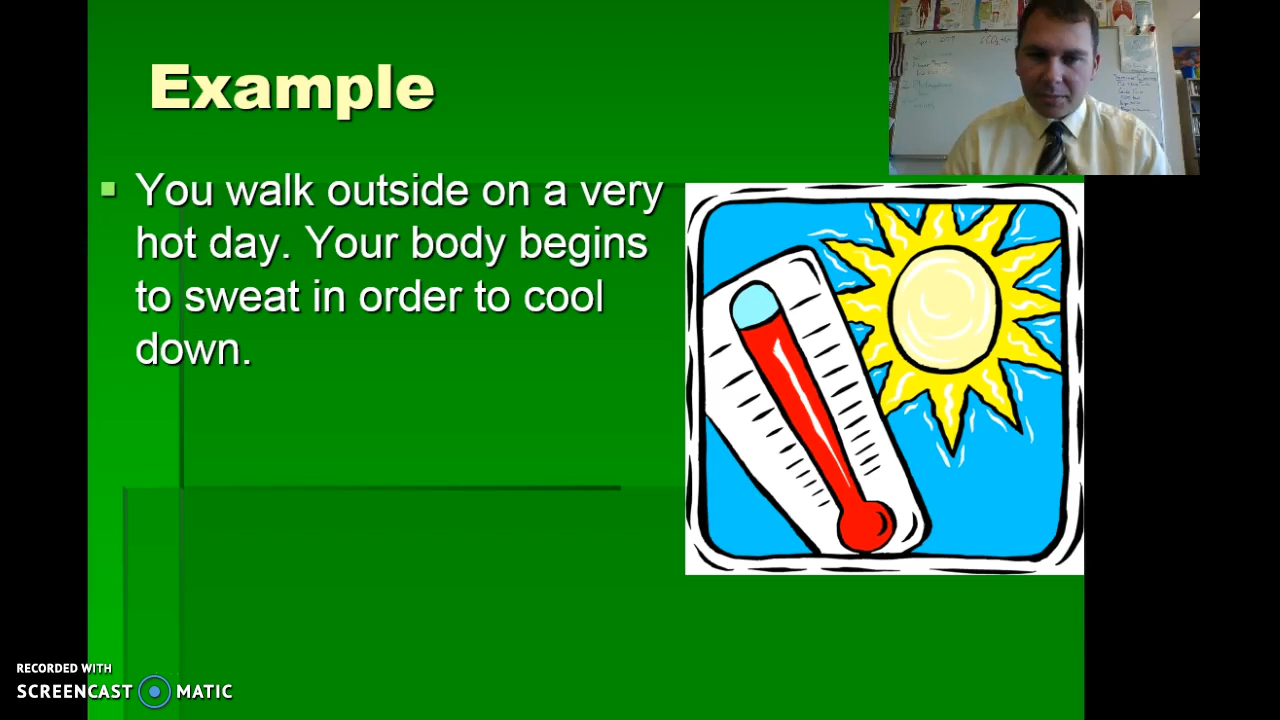 Example
You walk outside on a very
hot day. Your body begins
to sweat in order to cool
down.
RECORDED WITH
SCREENCAST MATIC